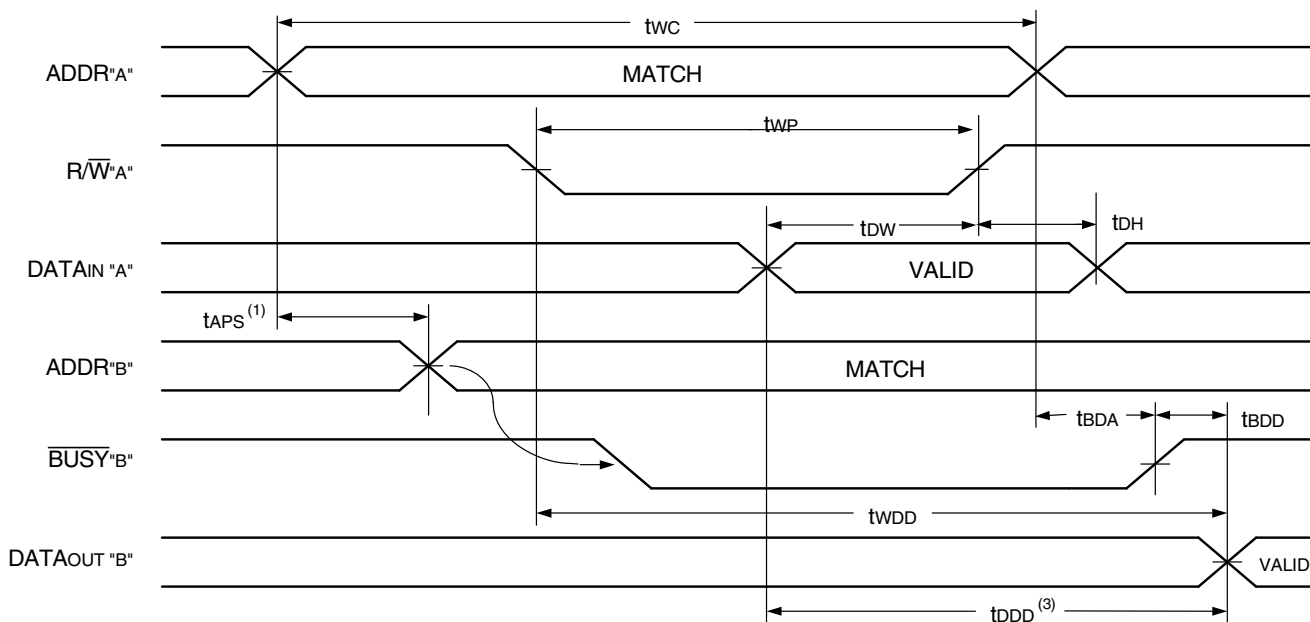 tWC
ADDR"A"
MATCH
tWP
R/W̅"A"
tDW
tDH
DATAIN "A"
VALID
tAPS (1)
ADDR"B"
MATCH
tBDA
tBDD
B̅U̅S̅Y̅"B"
tWDD
DATAOUT "B"
VALID
tDDD (3)